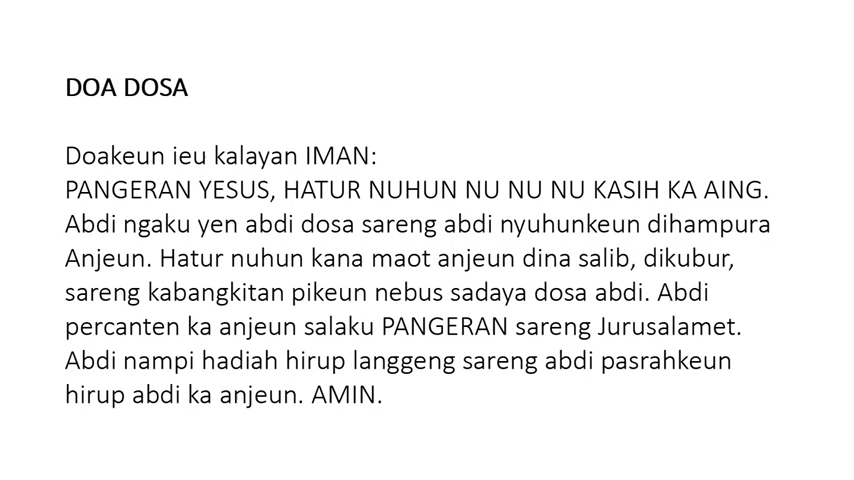 DOA DOSA
Doakeun ieu kalayan IMAN:
PANGERAN YESUS, HATUR NUHUN NU NU NU KASIH KA AING.
Abdi ngaku yen abdi dosa sareng abdi nyuhunkeun dihampura
Anjeun. Hatur nuhun kana maot anjeun dina salib, dikubur,
sareng kabangkitan pikeun nebus sadaya dosa abdi. Abdi
percanten ka anjeun salaku PANGERAN sareng Jurusalamet.
Abdi nampi hadiah hirup langgeng sareng abdi pasrahkeun
hirup abdi ka anjeun. AMIN.